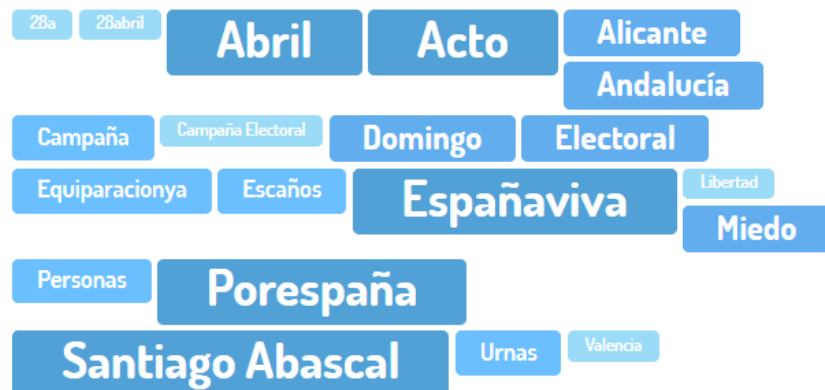 28a 28abril Abril Acto Alicante
Andalucía
Campaña Campaña Electoral Domingo Electoral
Equiparacionya Escaños Españaviva Libertad
Miedo
Personas Porespaña
Santiago Abascal Urnas Valencia